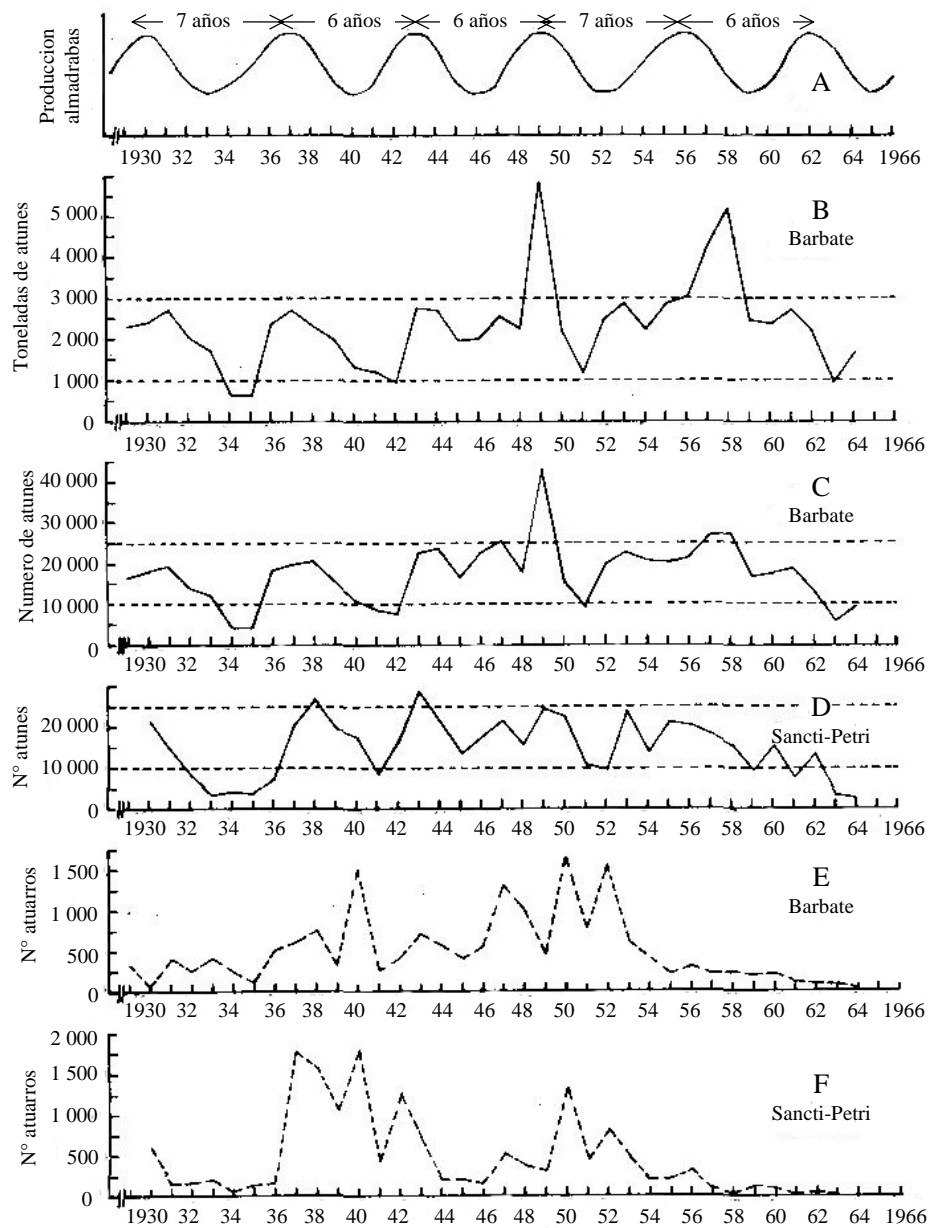 7 años 6 años 6 años 7 años 6 años
Produccion
almadrabas
A
1930 32 34 36 38 40 42 44 46 48 50 52 54 56 58 60 62 64 1966
Toneladas de atunes
5 000
4 000
3 000
2 000
1 000
0
B
Barbate
1930 32 34 36 38 40 42 44 46 48 50 52 54 56 58 60 62 64 1966
Numero de atunes
40 000
30 000
20 000
10 000
0
C
Barbate
1930 32 34 36 38 40 42 44 46 48 50 52 54 56 58 60 62 64 1966
N° atunes
20 000
10 000
0
D
Sancti-Petri
1930 32 34 36 38 40 42 44 46 48 50 52 54 56 58 60 62 64 1966
N° atuarros
1 500
1 000
500
0
E
Barbate
1930 32 34 36 38 40 42 44 46 48 50 52 54 56 58 60 62 64 1966
N° atuarros
2 000
1 500
1 000
500
0
F
Sancti-Petri
1930 32 34 36 38 40 42 44 46 48 50 52 54 56 58 60 62 64 1966